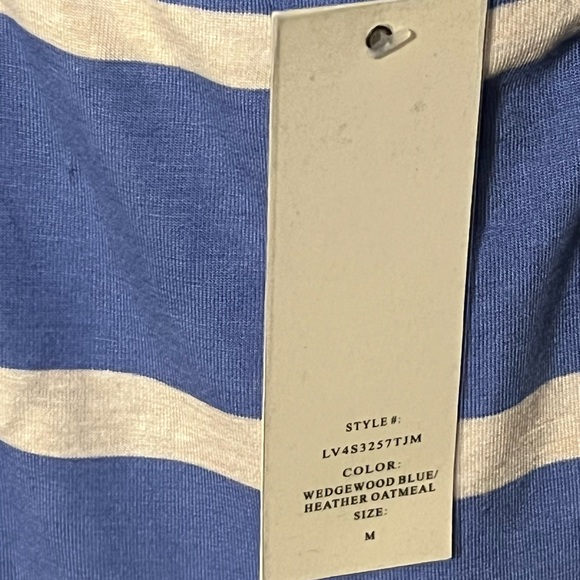 STYLE #:
LV4S3257TJM
COLOR:
WEDGEWOOD BLUE/
HEATHER OATMEAL
SIZE:
M